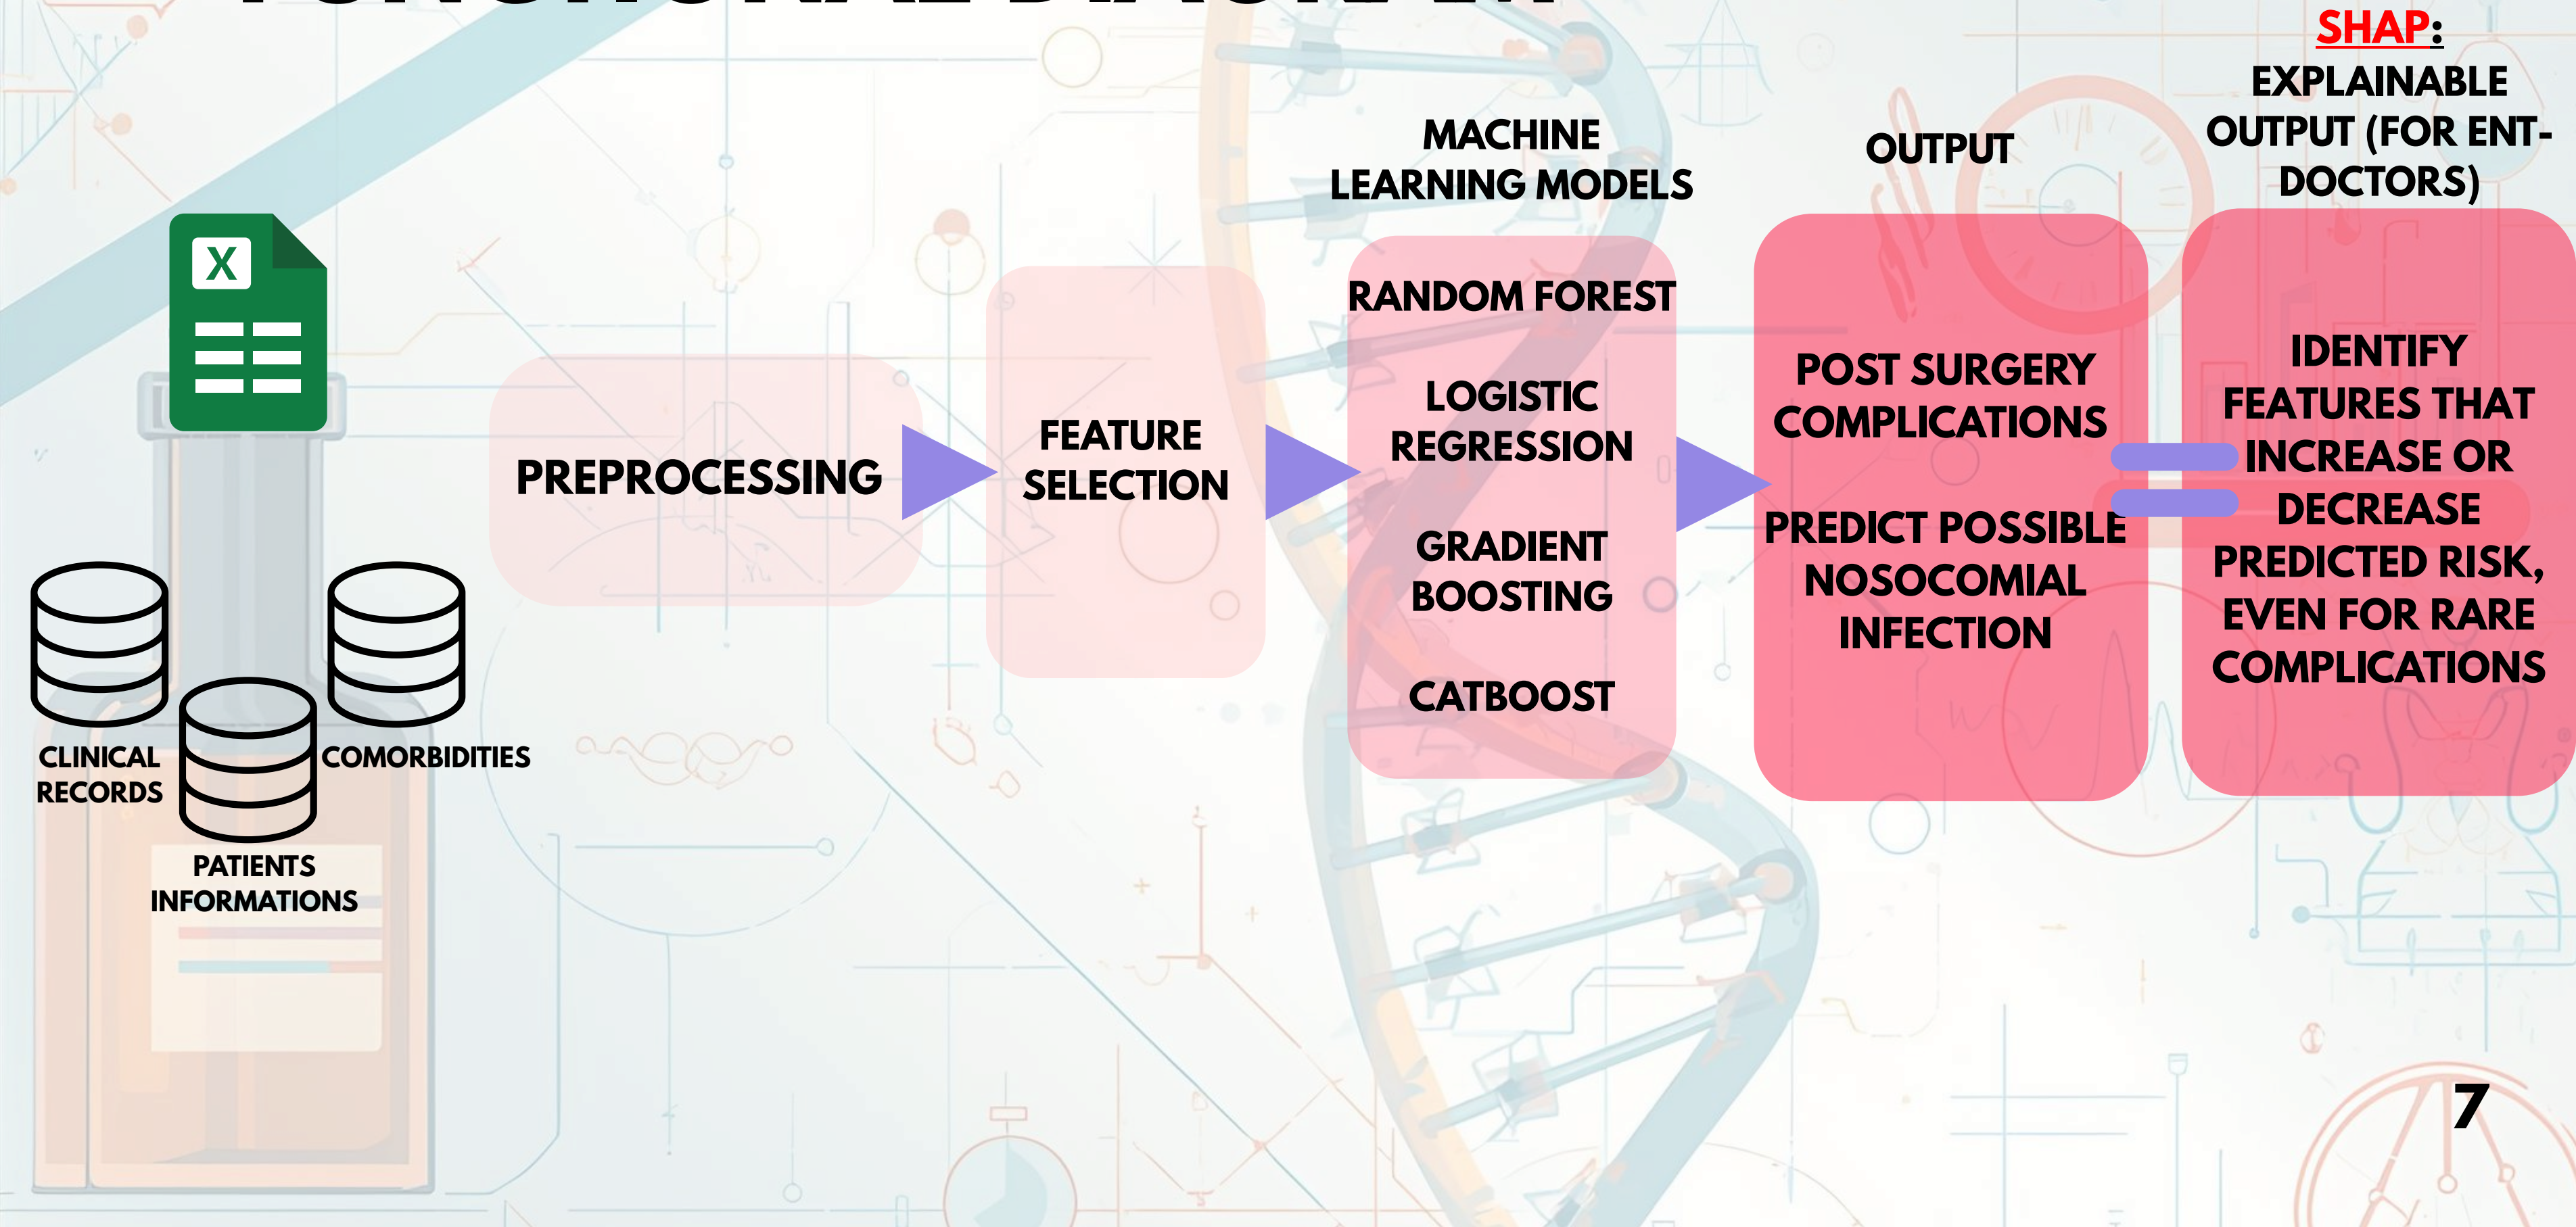 FUNCTIONAL DIAGRAM
SHAP:
EXPLAINABLE
OUTPUT (FOR ENT-
DOCTORS)
MACHINE
LEARNING MODELS
OUTPUT
X
CLINICAL
RECORDS
COMORBIDITIES
PATIENTS
INFORMATIONS
PREPROCESSING
FEATURE
SELECTION
RANDOM FOREST
LOGISTIC
REGRESSION
GRADIENT
BOOSTING
CATBOOST
POST SURGERY
COMPLICATIONS
PREDICT POSSIBLE
NOSOCOMIAL
INFECTION
IDENTIFY
FEATURES THAT
INCREASE OR
DECREASE
PREDICTED RISK,
EVEN FOR RARE
COMPLICATIONS
7